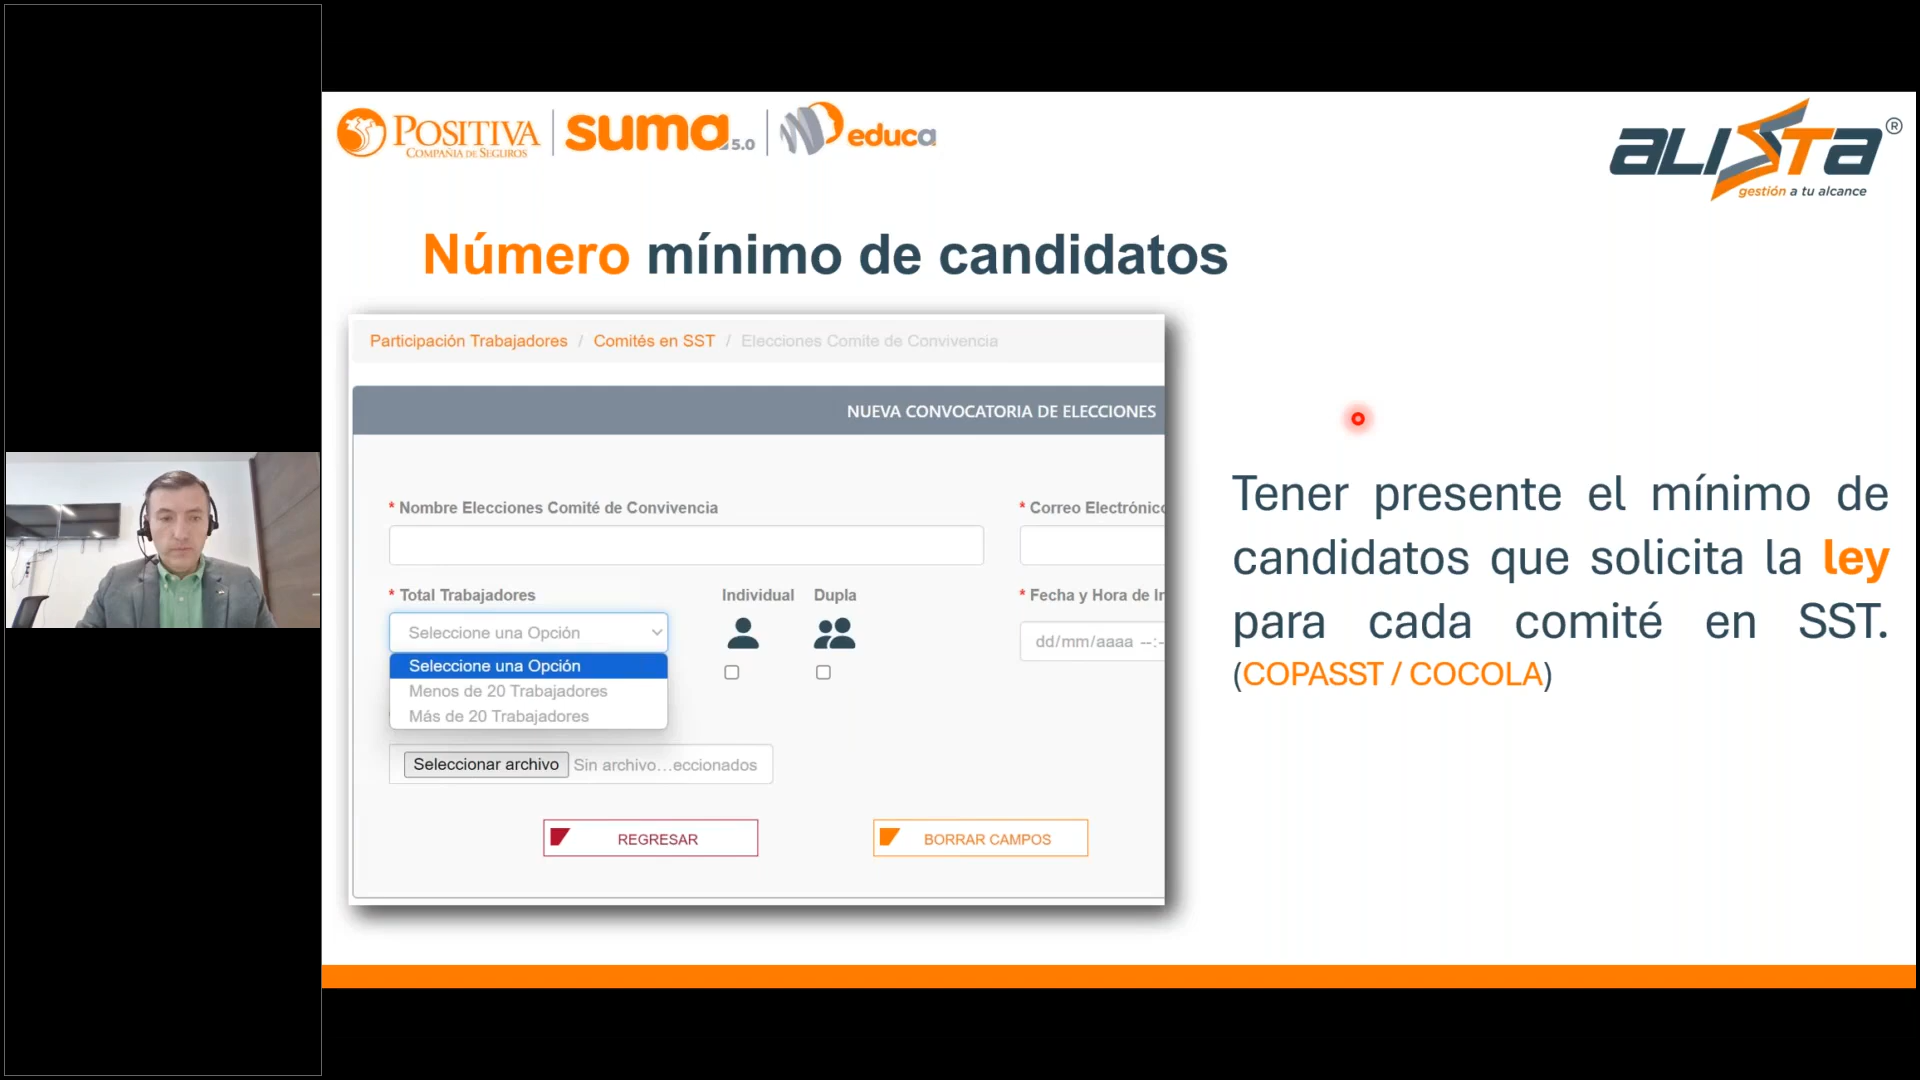 POSITIVA
COMPAÑIA DE SEGUROS
suma 5.0
educa
ALISTA ®
gestión a tu alcance
Número mínimo de candidatos
Participación Trabajadores / Comités en SST / Elecciones Comite de Convivencia
NUEVA CONVOCATORIA DE ELECCIONES
* Nombre Elecciones Comité de Convivencia
* Correo Electrónico
* Total Trabajadores
Individual
Dupla
* Fecha y Hora de In
Seleccione una Opción
dd/mm/aaaa --:-
Seleccione una Opción
Menos de 20 Trabajadores
Más de 20 Trabajadores
Seleccionar archivo Sin archivo...eccionados
REGRESAR
BORRAR CAMPOS
Tener presente el mínimo de
candidatos que solicita la ley
para cada comité en SST.
(COPASST / COCOLA)